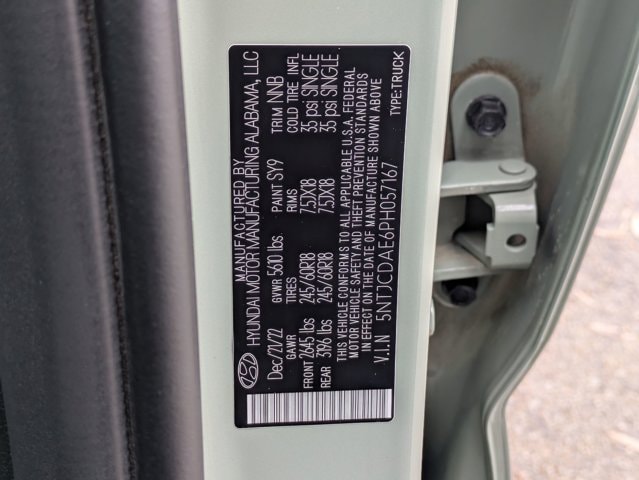 MANUFACTURED BY
HYUNDAI MOTOR MANUFACTURING ALABAMA, LLC
Dec/21/22 GVWR 5610 lbs PAINT SY9 TRIM NNB
GAWR TIRES RIMS COLD TIRE INFL
FRONT 2645 lbs 245/60R18 7.5JX18 35 psi SINGLE
REAR 3196 lbs 245/60R18 7.5JX18 35 psi SINGLE
THIS VEHICLE CONFORMS TO ALL APPLICABLE U.S.A. FEDERAL
MOTOR VEHICLE SAFETY AND THEFT PREVENTION STANDARDS
IN EFFECT ON THE DATE OF MANUFACTURE SHOWN ABOVE
V.I.N 5NTJCDAE6PH057167 TYPE:TRUCK